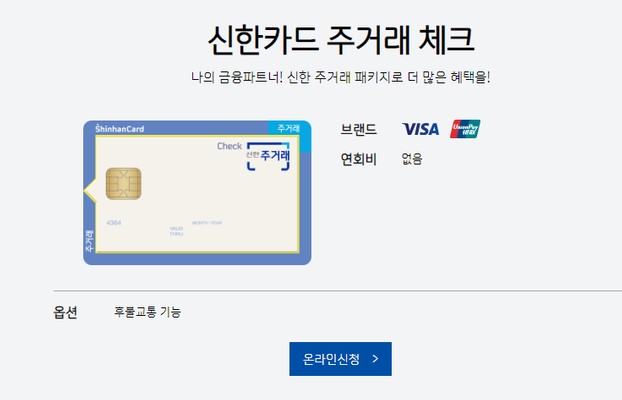 신한카드 주거래 체크
나의 금융파트너! 신한 주거래 패키지로 더 많은 혜택을!
ShinhanCard
주거래
Check
신한 주거래
4364
MONTH / YEAR
VALID
THRU
주거래
브랜드 VISA UnionPay
연회비 없음
옵션 후불교통 기능
온라인신청 >